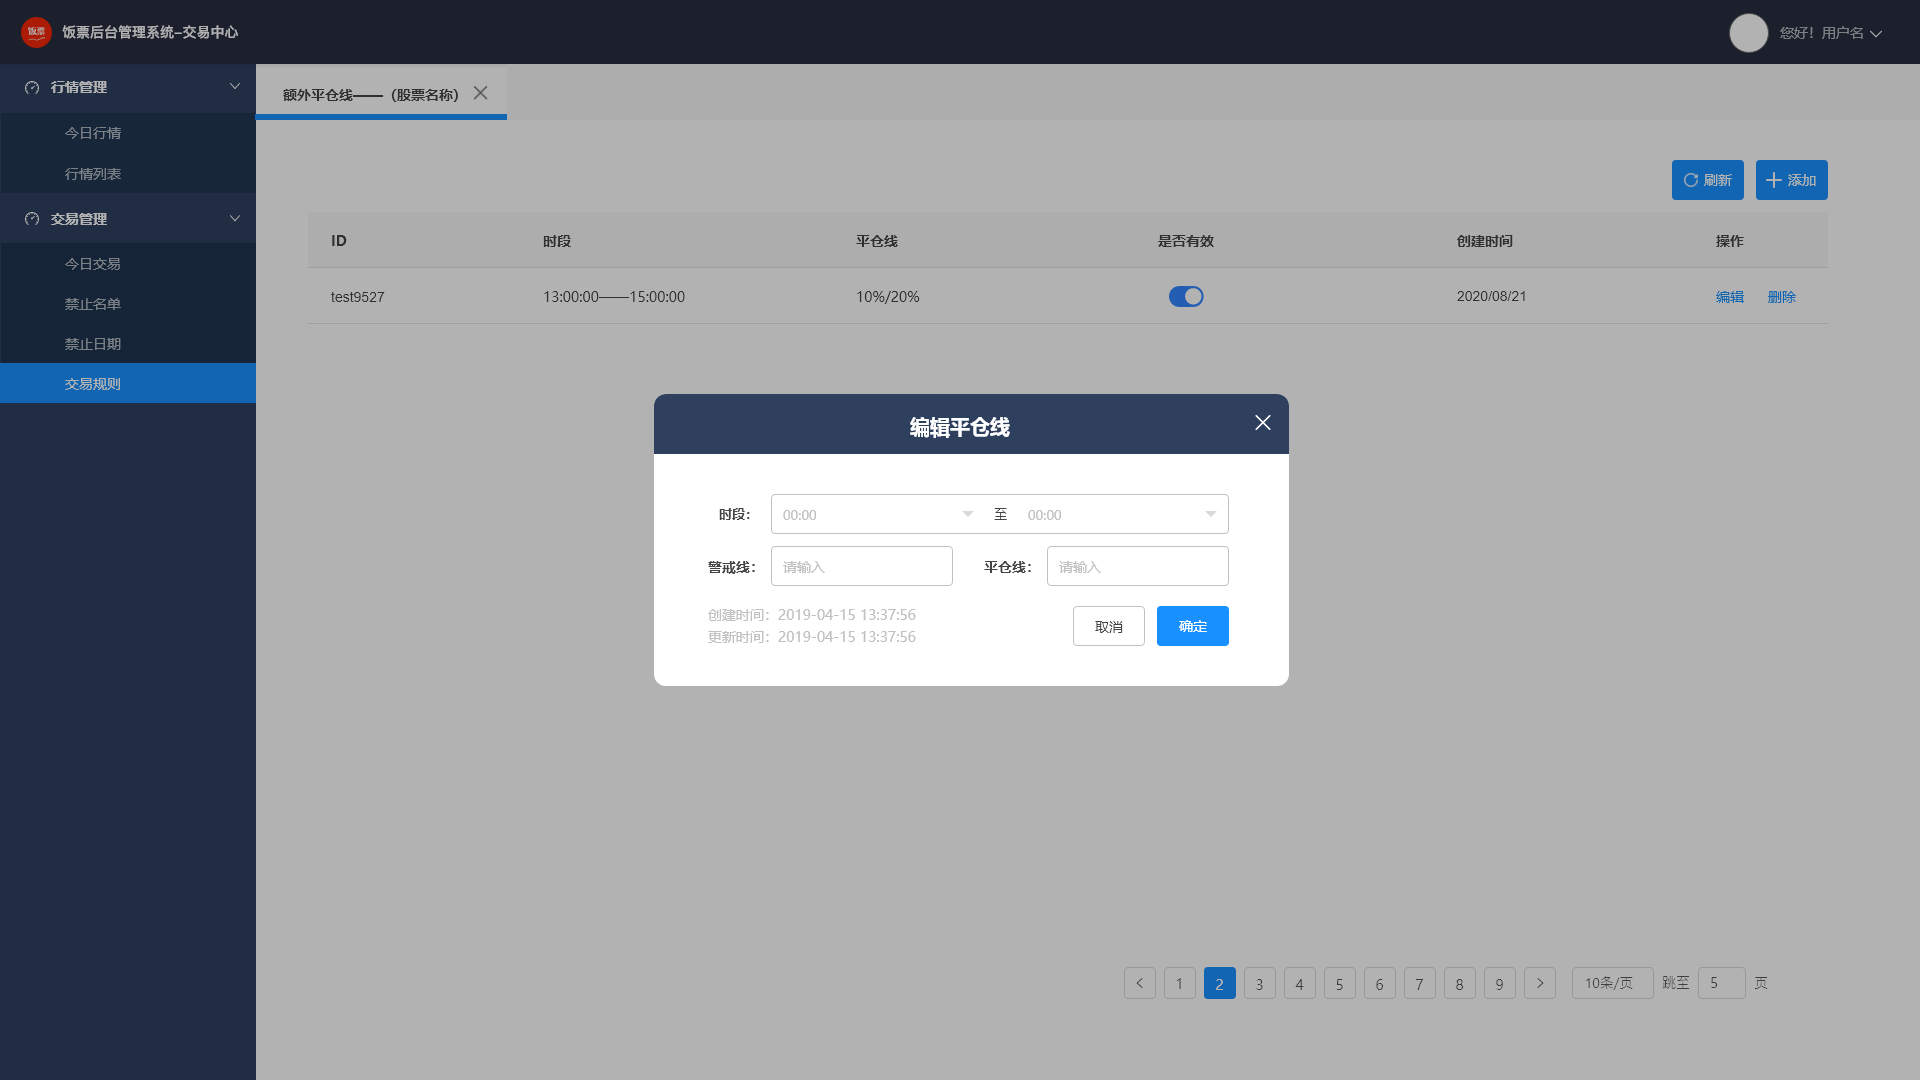 饭票
饭票后台管理系统-交易中心
您好！用户名
行情管理
今日行情
行情列表
交易管理
今日交易
禁止名单
禁止日期
交易规则
额外平仓线——（股票名称）
刷新
添加
ID 时段 平仓线 是否有效 创建时间 操作
test9527 13:00:00——15:00:00 10%/20% 2020/08/21 编辑 删除
编辑平仓线
时段： 00:00 至 00:00
警戒线： 请输入 平仓线： 请输入
创建时间：2019-04-15 13:37:56
更新时间：2019-04-15 13:37:56
取消 确定
1 2 3 4 5 6 7 8 9 10条/页 跳至 5 页